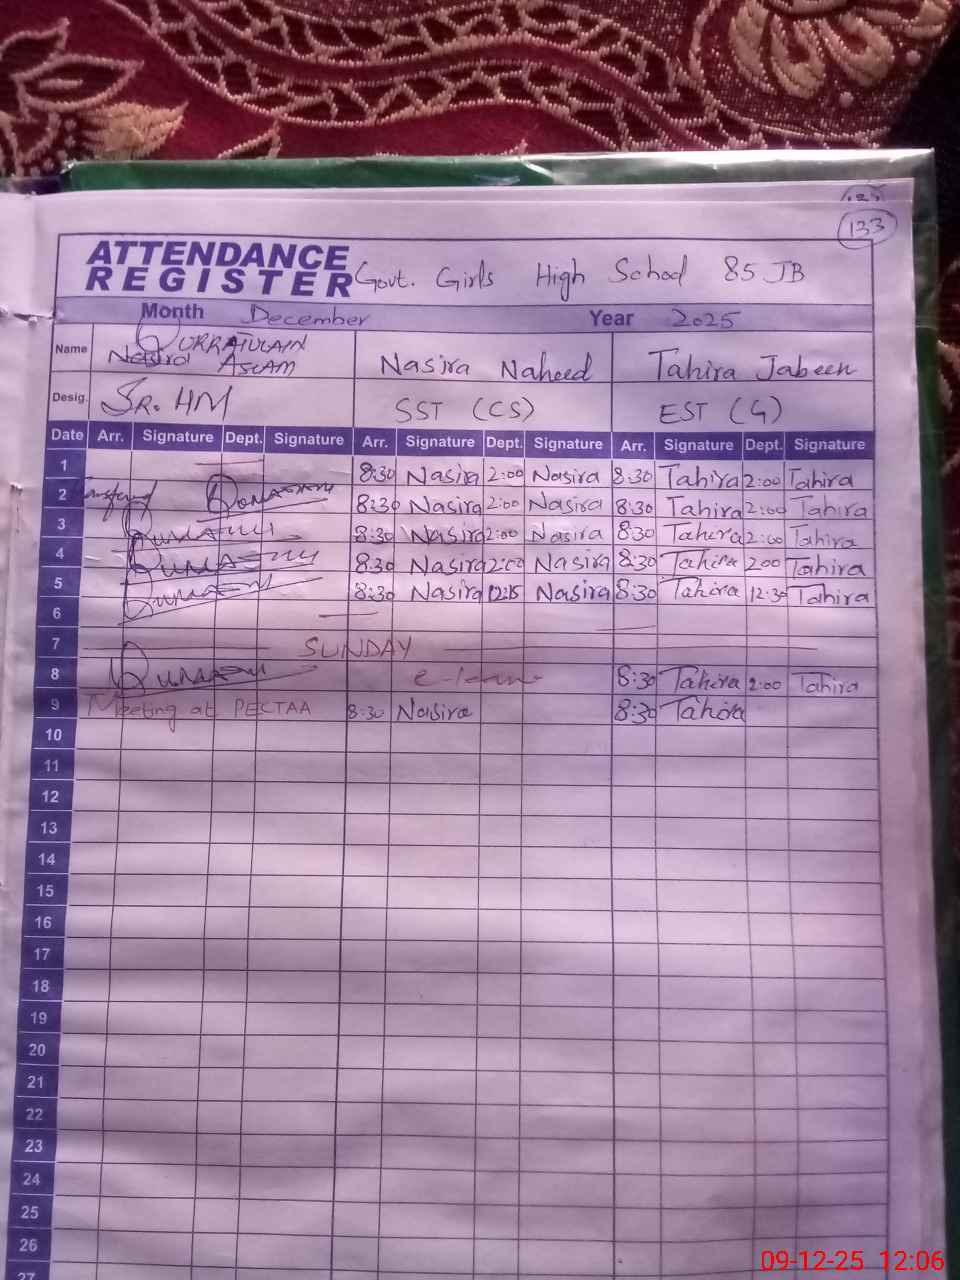 133
ATTENDANCE
REGISTER Govt. Girls High School 85 JB
Month December Year 2025
Name QURRATULAIN ASLAM Nasira Naheed Tahira Jabeen
Desig. SR. HM SST (CS) EST (G)
Date Arr. Signature Dept. Signature Arr. Signature Dept. Signature Arr. Signature Dept. Signature
1 8:30 Nasira 2:00 Nasira 8:30 Tahira 2:00 Tahira
2 8:30 Nasira 2:00 Nasira 8:30 Tahira 2:00 Tahira
3 8:30 Nasira 2:00 Nasira 8:30 Tahira 2:00 Tahira
4 8:30 Nasira 2:00 Nasira 8:30 Tahira 2:00 Tahira
5 8:30 Nasira 12:15 Nasira 8:30 Tahira 12:30 Tahira
6
7 SUNDAY
8 8:30 Tahira 2:00 Tahira
9 Meeting at PECTAA 8:30 Nasira 8:30 Tahira
10
11
12
13
14
15
16
17
18
19
20
21
22
23
24
25
26
27
09-12-25 12:06